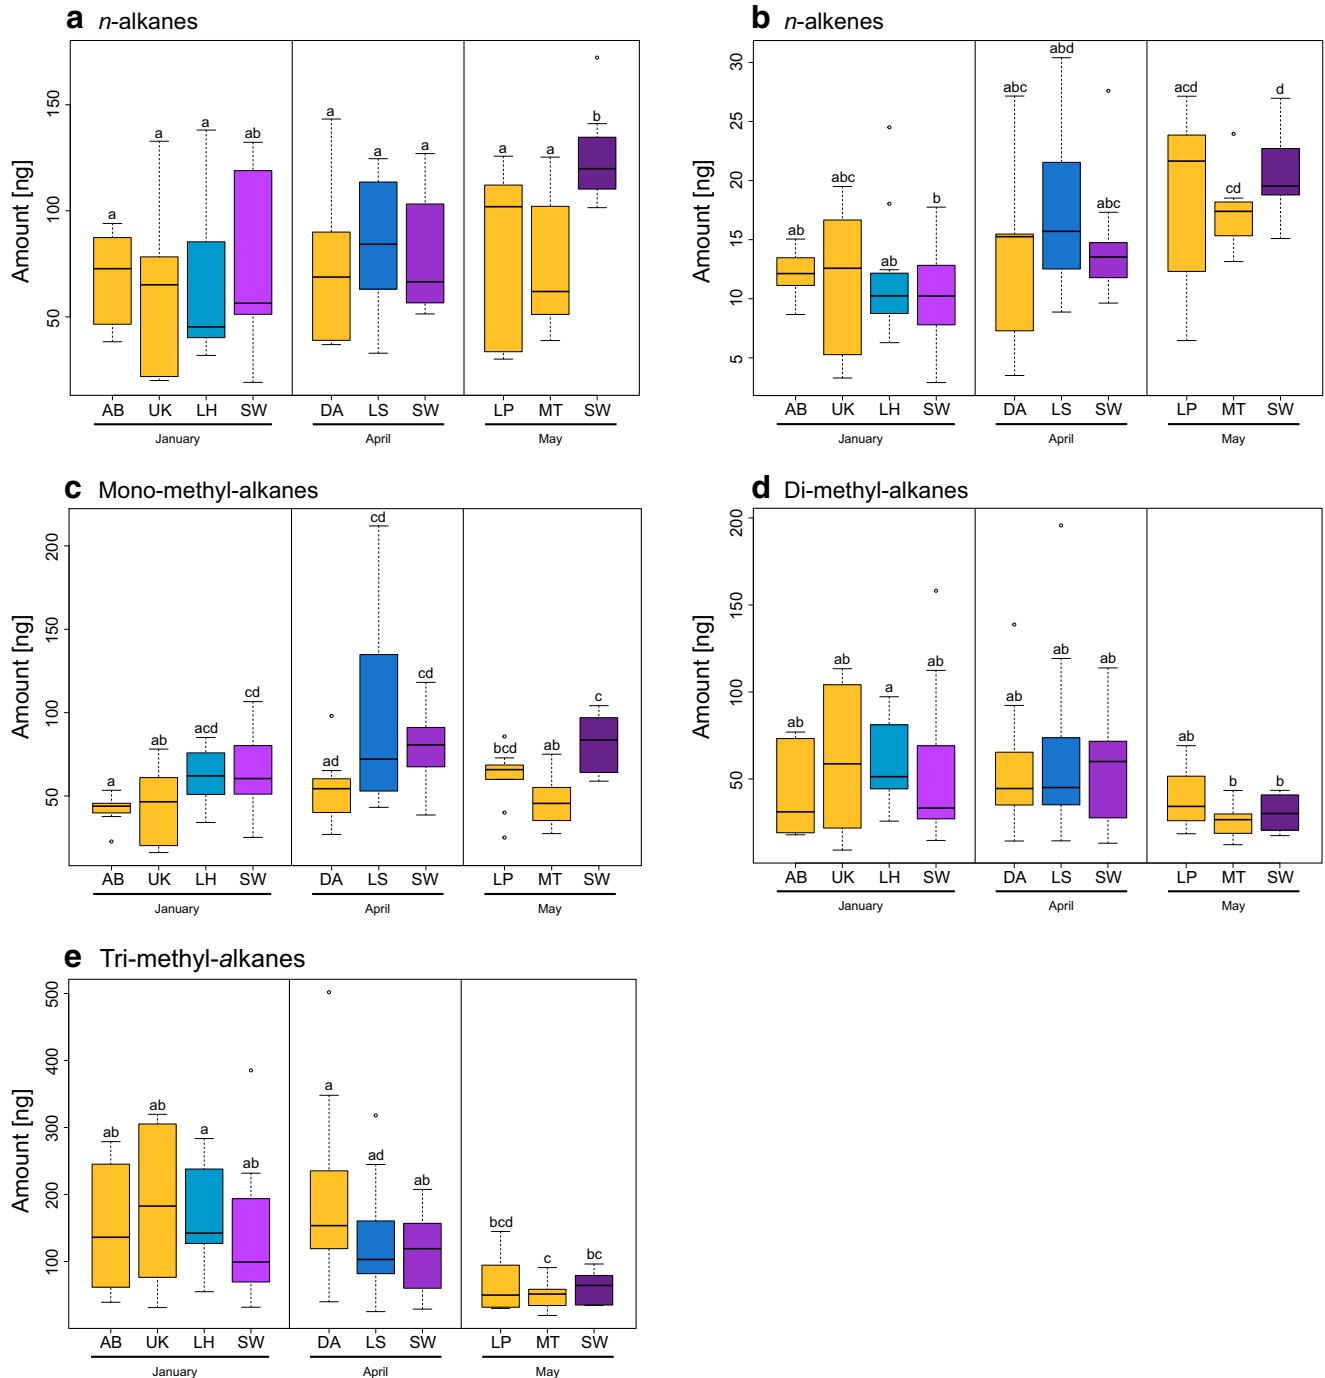 a n-alkanes
Amount [ng]
150
100
50
a a a ab a a a a a b
AB UK LH SW DA LS SW LP MT SW
January April May
b n-alkenes
Amount [ng]
30
25
20
15
10
5
ab abc ab b abc abd abc acd cd d
AB UK LH SW DA LS SW LP MT SW
January April May
c Mono-methyl-alkanes
Amount [ng]
200
150
100
50
a ab acd cd ad cd cd bcd ab c
AB UK LH SW DA LS SW LP MT SW
January April May
d Di-methyl-alkanes
Amount [ng]
200
150
100
50
ab ab a ab ab ab ab ab b b
AB UK LH SW DA LS SW LP MT SW
January April May
e Tri-methyl-alkanes
Amount [ng]
500
400
300
200
100
ab ab a ab a ad ab bcd c bc
AB UK LH SW DA LS SW LP MT SW
January April May